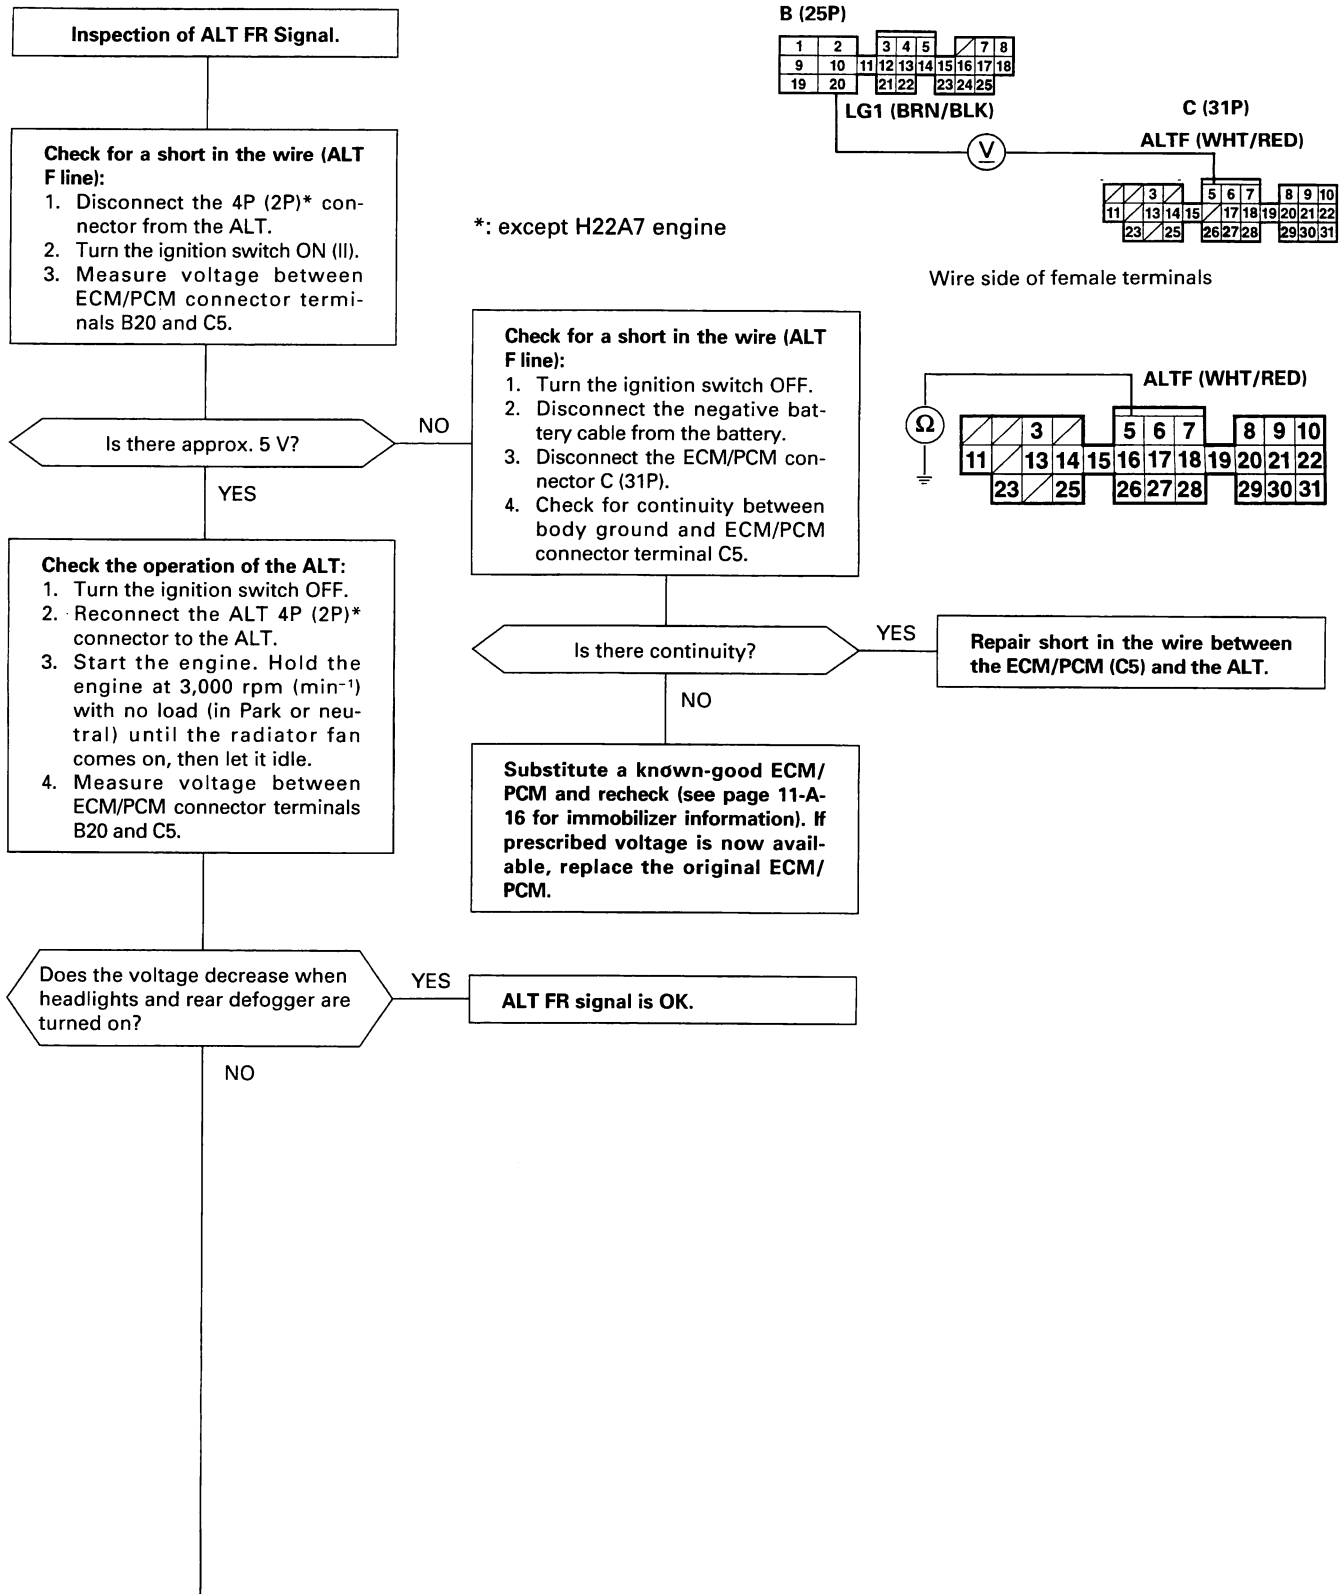 Inspection of ALT FR Signal.
Check for a short in the wire (ALT
F line):
1. Disconnect the 4P (2P)* con-
nector from the ALT.
2. Turn the ignition switch ON (II).
3. Measure voltage between
ECM/PCM connector termi-
nals B20 and C5.
B (25P)
1 2 3 4 5 7 8
9 10 11 12 13 14 15 16 17 18
19 20 21 22 23 24 25
LG1 (BRN/BLK)
C (31P)
ALTF (WHT/RED)
V
3 5 6 7 8 9 10
11 13 14 15 17 18 19 20 21 22
23 25 26 27 28 29 30 31
*: except H22A7 engine
Wire side of female terminals
Is there approx. 5 V?
NO
YES
Check for a short in the wire (ALT
F line):
1. Turn the ignition switch OFF.
2. Disconnect the negative bat-
tery cable from the battery.
3. Disconnect the ECM/PCM con-
nector C (31P).
4. Check for continuity between
body ground and ECM/PCM
connector terminal C5.
ALTF (WHT/RED)
Ω
3 5 6 7 8 9 10
11 13 14 15 16 17 18 19 20 21 22
23 25 26 27 28 29 30 31
Check the operation of the ALT:
1. Turn the ignition switch OFF.
2. Reconnect the ALT 4P (2P)*
connector to the ALT.
3. Start the engine. Hold the
engine at 3,000 rpm (min⁻¹)
with no load (in Park or neu-
tral) until the radiator fan
comes on, then let it idle.
4. Measure voltage between
ECM/PCM connector terminals
B20 and C5.
Is there continuity?
YES
Repair short in the wire between
the ECM/PCM (C5) and the ALT.
NO
Substitute a known-good ECM/
PCM and recheck (see page 11-A-
16 for immobilizer information). If
prescribed voltage is now avail-
able, replace the original ECM/
PCM.
Does the voltage decrease when
headlights and rear defogger are
turned on?
YES
ALT FR signal is OK.
NO